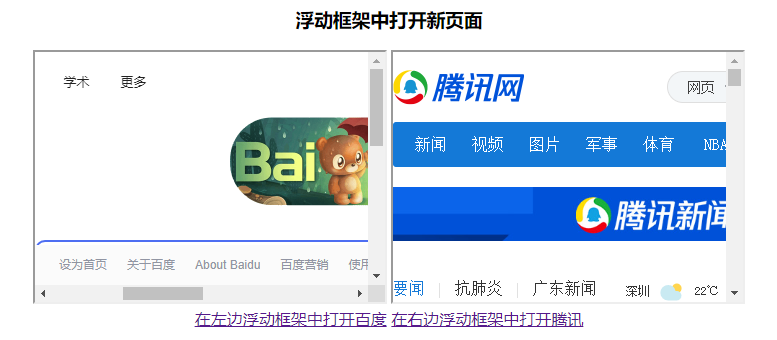 浮动框架中打开新页面
学术 更多
Bai
设为首页 关于百度 About Baidu 百度营销 使用
腾讯网
网页
新闻 视频 图片 军事 体育 NBA
腾讯新闻
要闻 抗肺炎 广东新闻 深圳 22℃
在左边浮动框架中打开百度 在右边浮动框架中打开腾讯